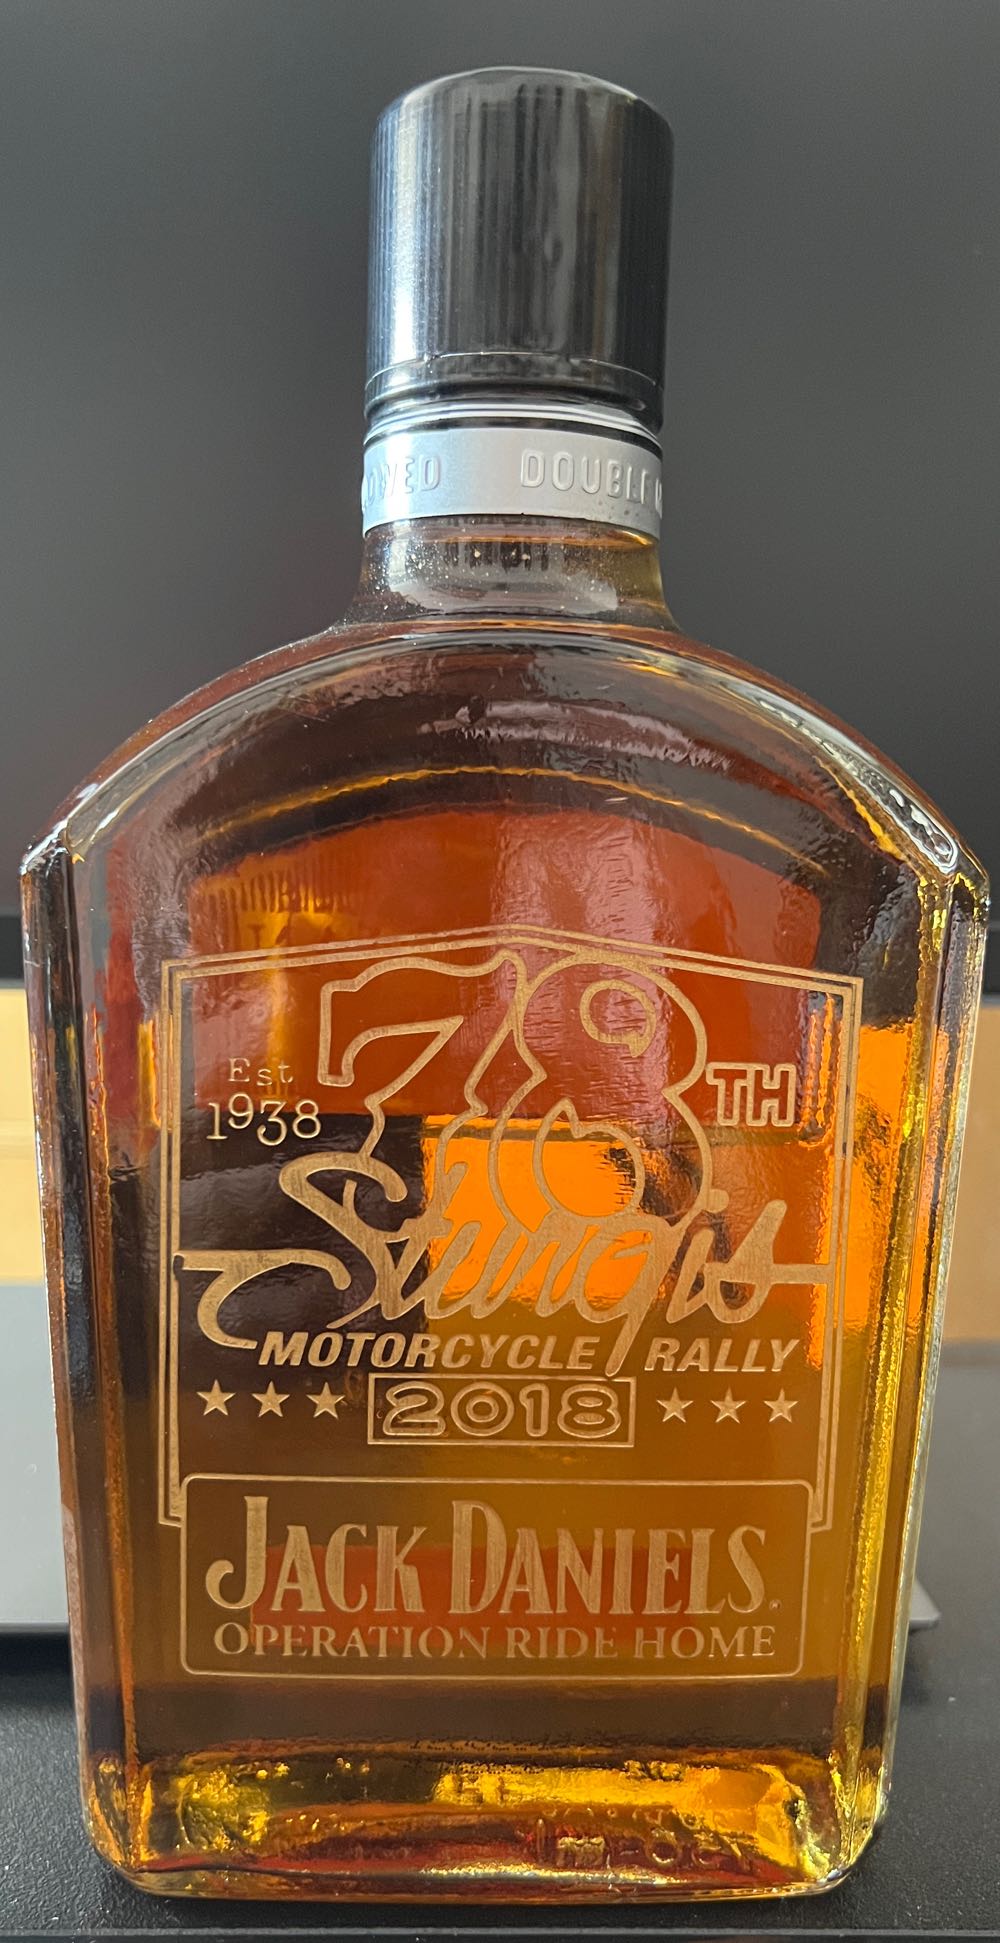 DOUBLE
78TH
Est
1938
Sturgis
MOTORCYCLE RALLY
2018
JACK DANIELS
OPERATION RIDE HOME